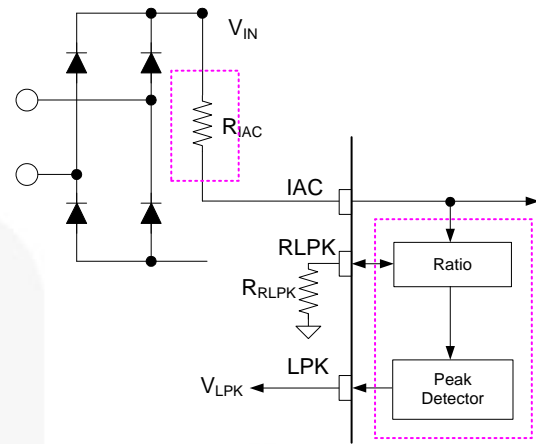 V_IN
R_IAC
IAC
RLPK
Ratio
R_RLPK
LPK
V_LPK
Peak
Detector